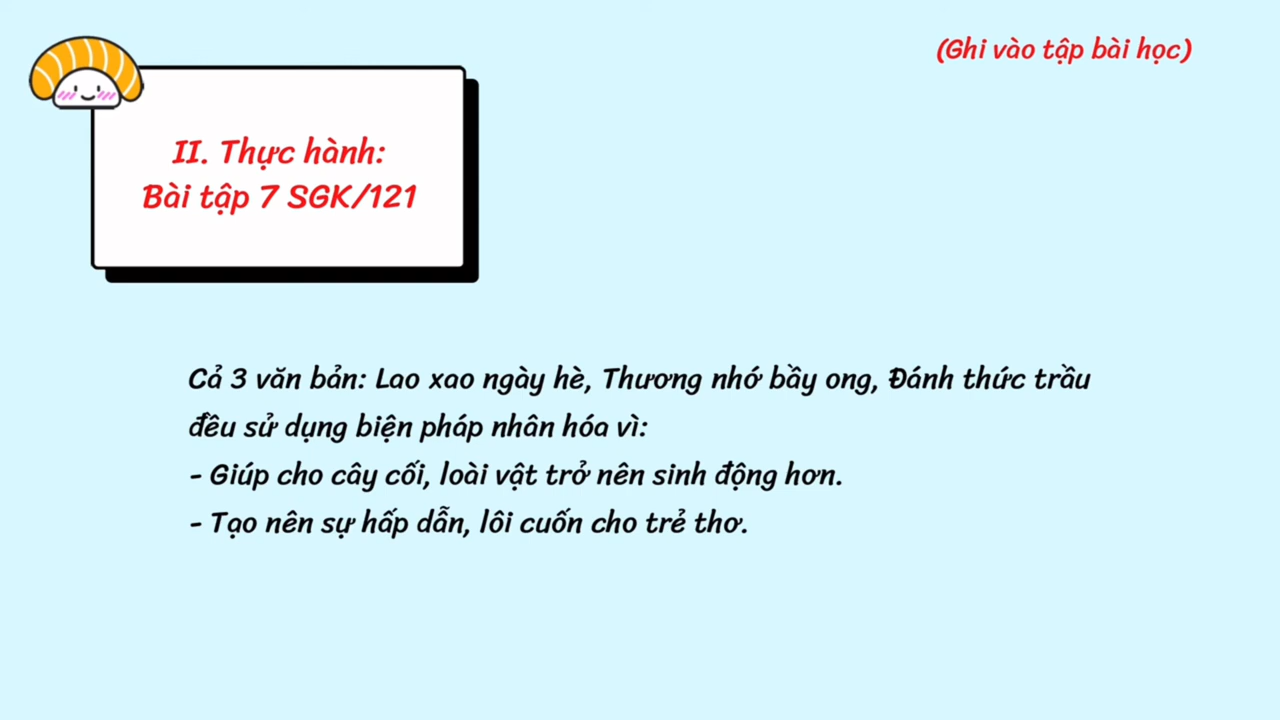 (Ghi vào tập bài học)
II. Thực hành:
Bài tập 7 SGK/121
Cả 3 văn bản: Lao xao ngày hè, Thương nhớ bầy ong, Đánh thức trầu
đều sử dụng biện pháp nhân hóa vì:
- Giúp cho cây cối, loài vật trở nên sinh động hơn.
- Tạo nên sự hấp dẫn, lôi cuốn cho trẻ thơ.